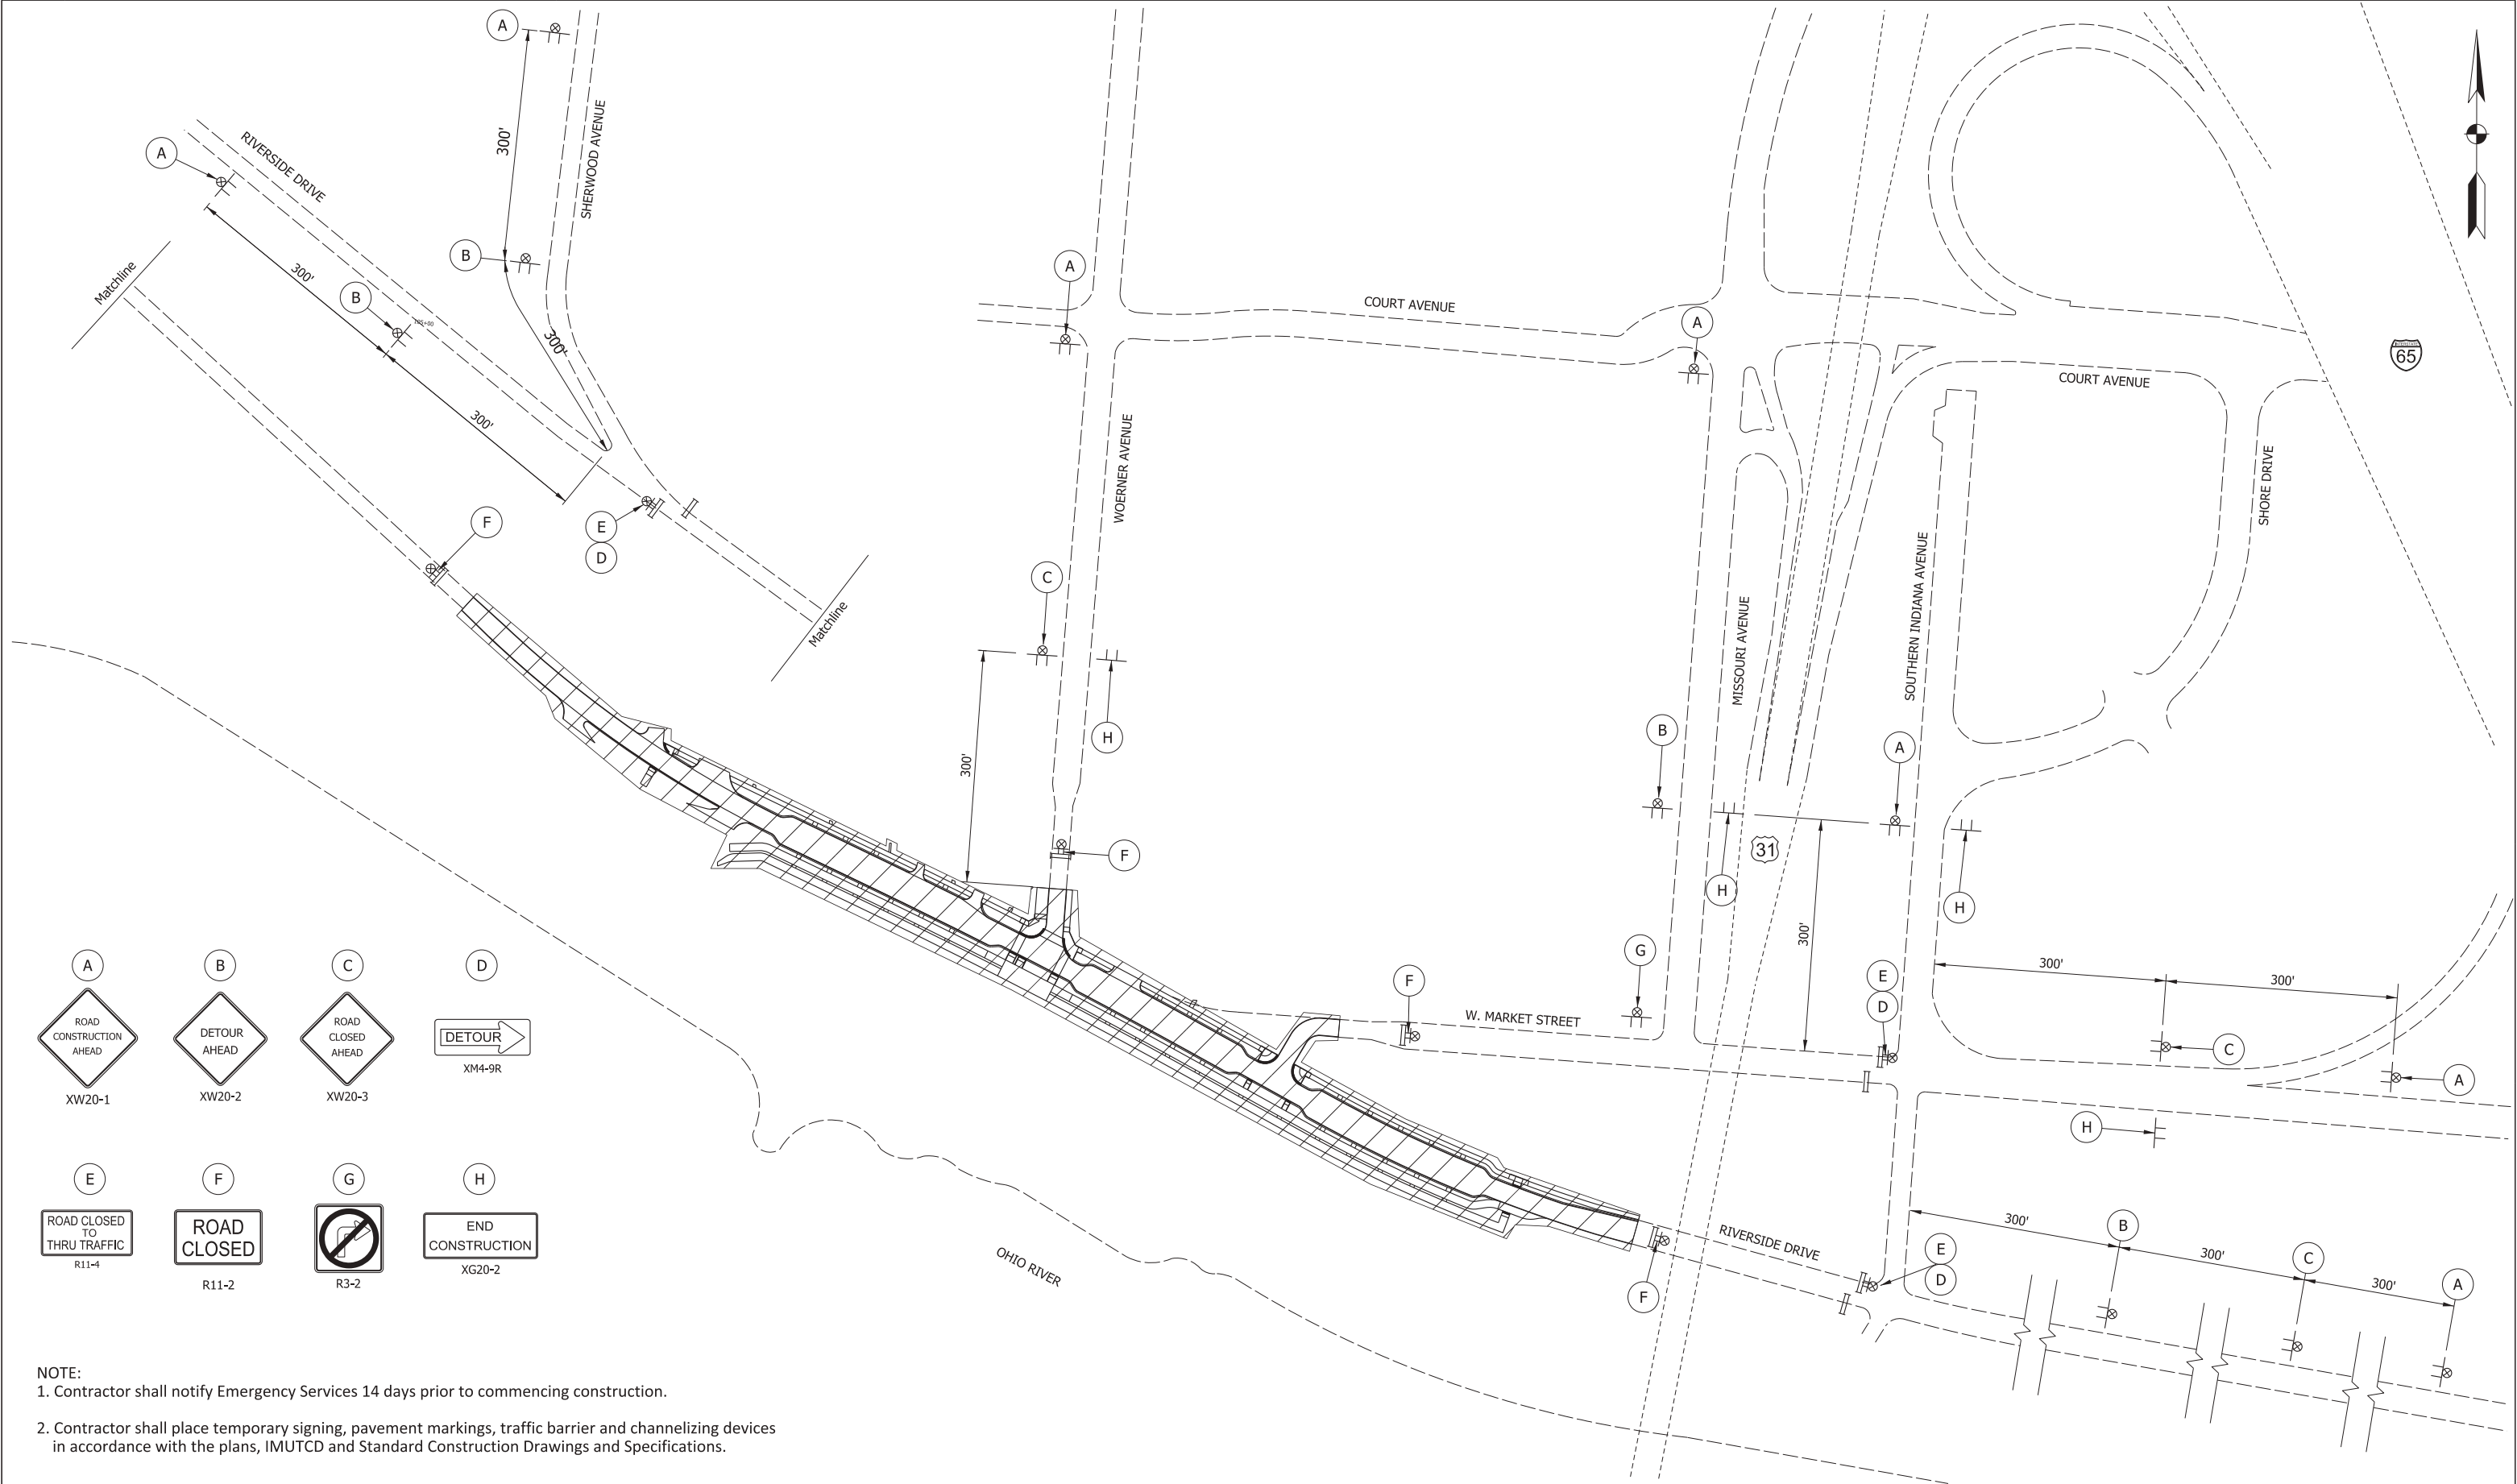 A
A
RIVERSIDE DRIVE
300'
SHERWOOD AVENUE
B
Matchline
300'
B
125+50
300'
300'
F
E
D
Matchline
A
COURT AVENUE
A
COURT AVENUE
65
WOERNER AVENUE
SHORE DRIVE
C
H
300'
F
MISSOURI AVENUE
SOUTHERN INDIANA AVENUE
B
A
31
H
H
300'
G
F
W. MARKET STREET
E
D
300'
300'
C
A
H
RIVERSIDE DRIVE
F
E
D
300'
B
300'
C
300'
A
OHIO RIVER
A
ROAD
CONSTRUCTION
AHEAD
XW20-1
B
DETOUR
AHEAD
XW20-2
C
ROAD
CLOSED
AHEAD
XW20-3
D
DETOUR
XM4-9R
E
ROAD CLOSED
TO
THRU TRAFFIC
R11-4
F
ROAD
CLOSED
R11-2
G
R3-2
H
END
CONSTRUCTION
XG20-2
NOTE:
1. Contractor shall notify Emergency Services 14 days prior to commencing construction.
2. Contractor shall place temporary signing, pavement markings, traffic barrier and channelizing devices
in accordance with the plans, IMUTCD and Standard Construction Drawings and Specifications.